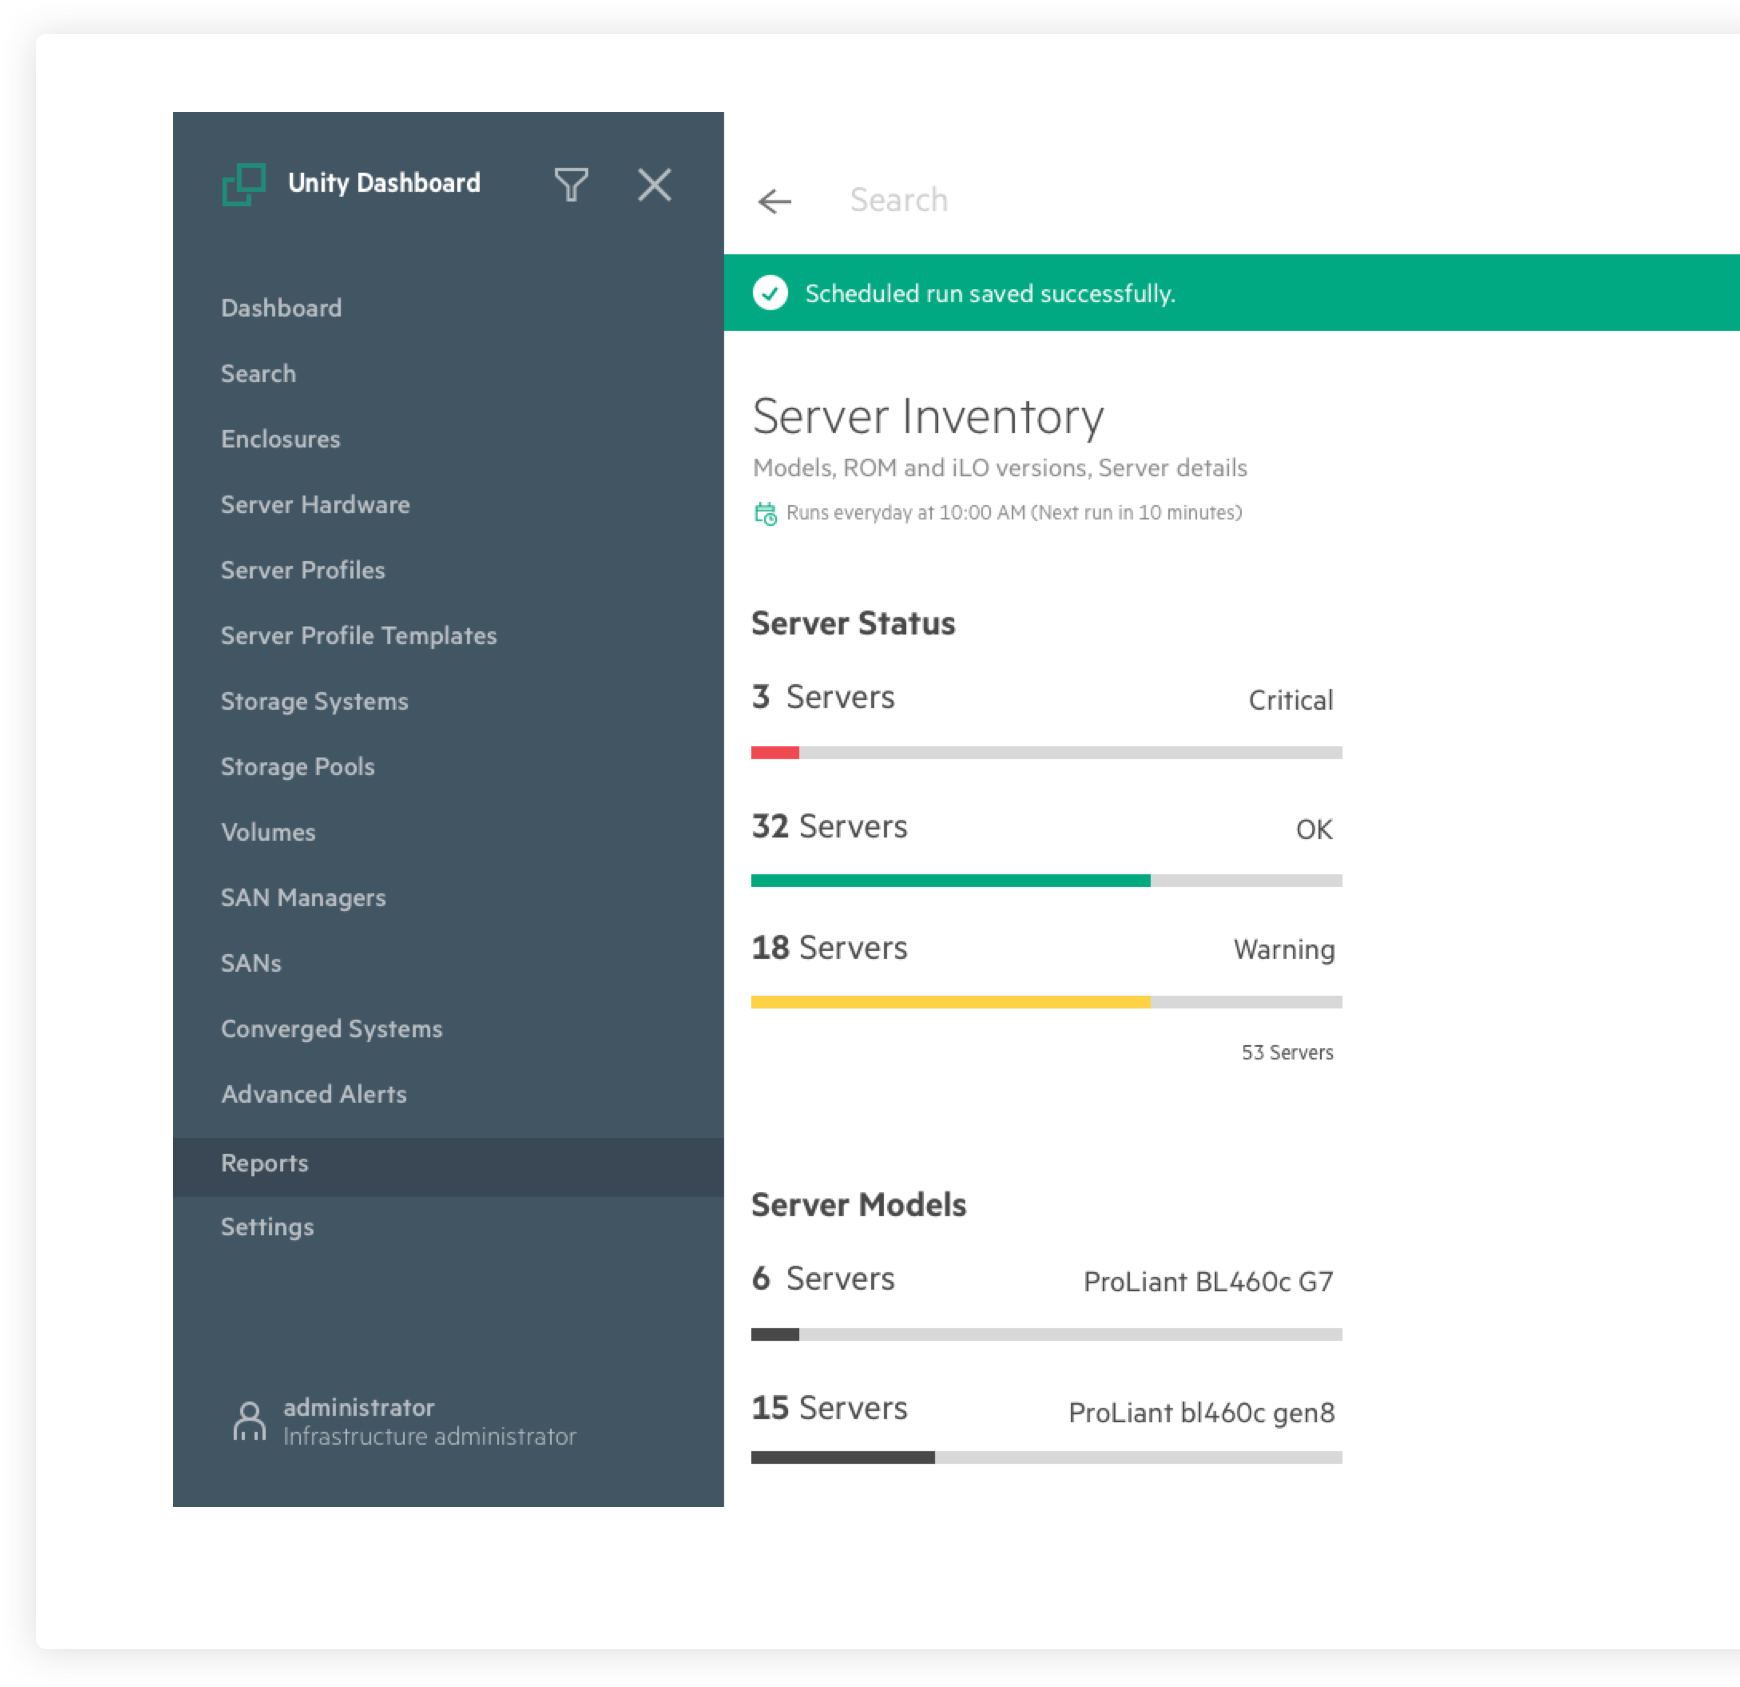 Unity Dashboard
Dashboard
Search
Enclosures
Server Hardware
Server Profiles
Server Profile Templates
Storage Systems
Storage Pools
Volumes
SAN Managers
SANs
Converged Systems
Advanced Alerts
Reports
Settings
administrator
Infrastructure administrator
Search
Scheduled run saved successfully.
Server Inventory
Models, ROM and iLO versions, Server details
Runs everyday at 10:00 AM (Next run in 10 minutes)
Server Status
3 Servers Critical
32 Servers OK
18 Servers Warning
53 Servers
Server Models
6 Servers ProLiant BL460c G7
15 Servers ProLiant bl460c gen8